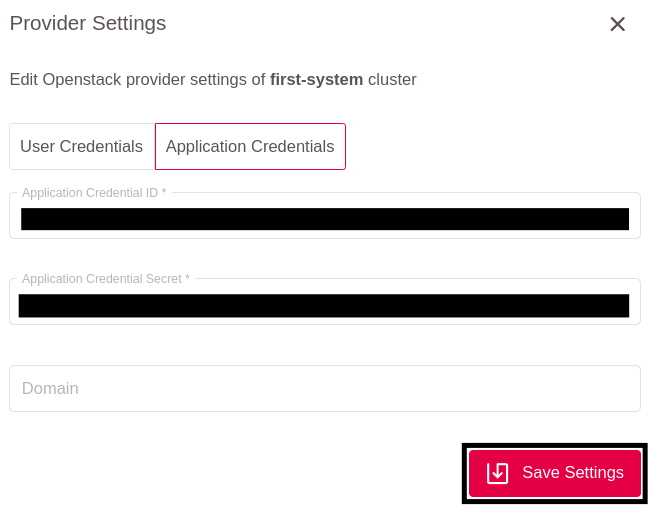 Provider Settings
Edit Openstack provider settings of first-system cluster
User Credentials
Application Credentials
Application Credential ID *
Application Credential Secret *
Domain
Save Settings